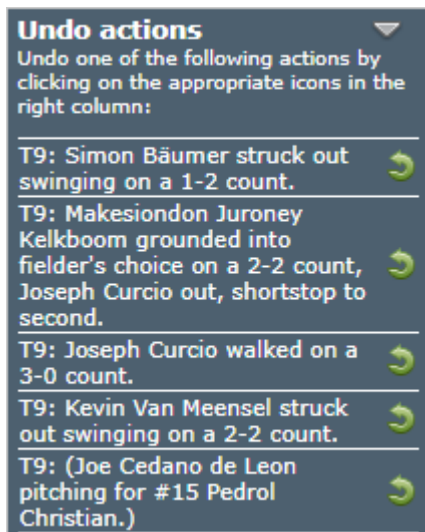 Undo actions
Undo one of the following actions by
clicking on the appropriate icons in the
right column:
T9: Simon Bäumer struck out
swinging on a 1-2 count.
T9: Makesiondon Juroney
Kelkboom grounded into
fielder's choice on a 2-2 count,
Joseph Curcio out, shortstop to
second.
T9: Joseph Curcio walked on a
3-0 count.
T9: Kevin Van Meensel struck
out swinging on a 2-2 count.
T9: (Joe Cedano de Leon
pitching for #15 Pedrol
Christian.)